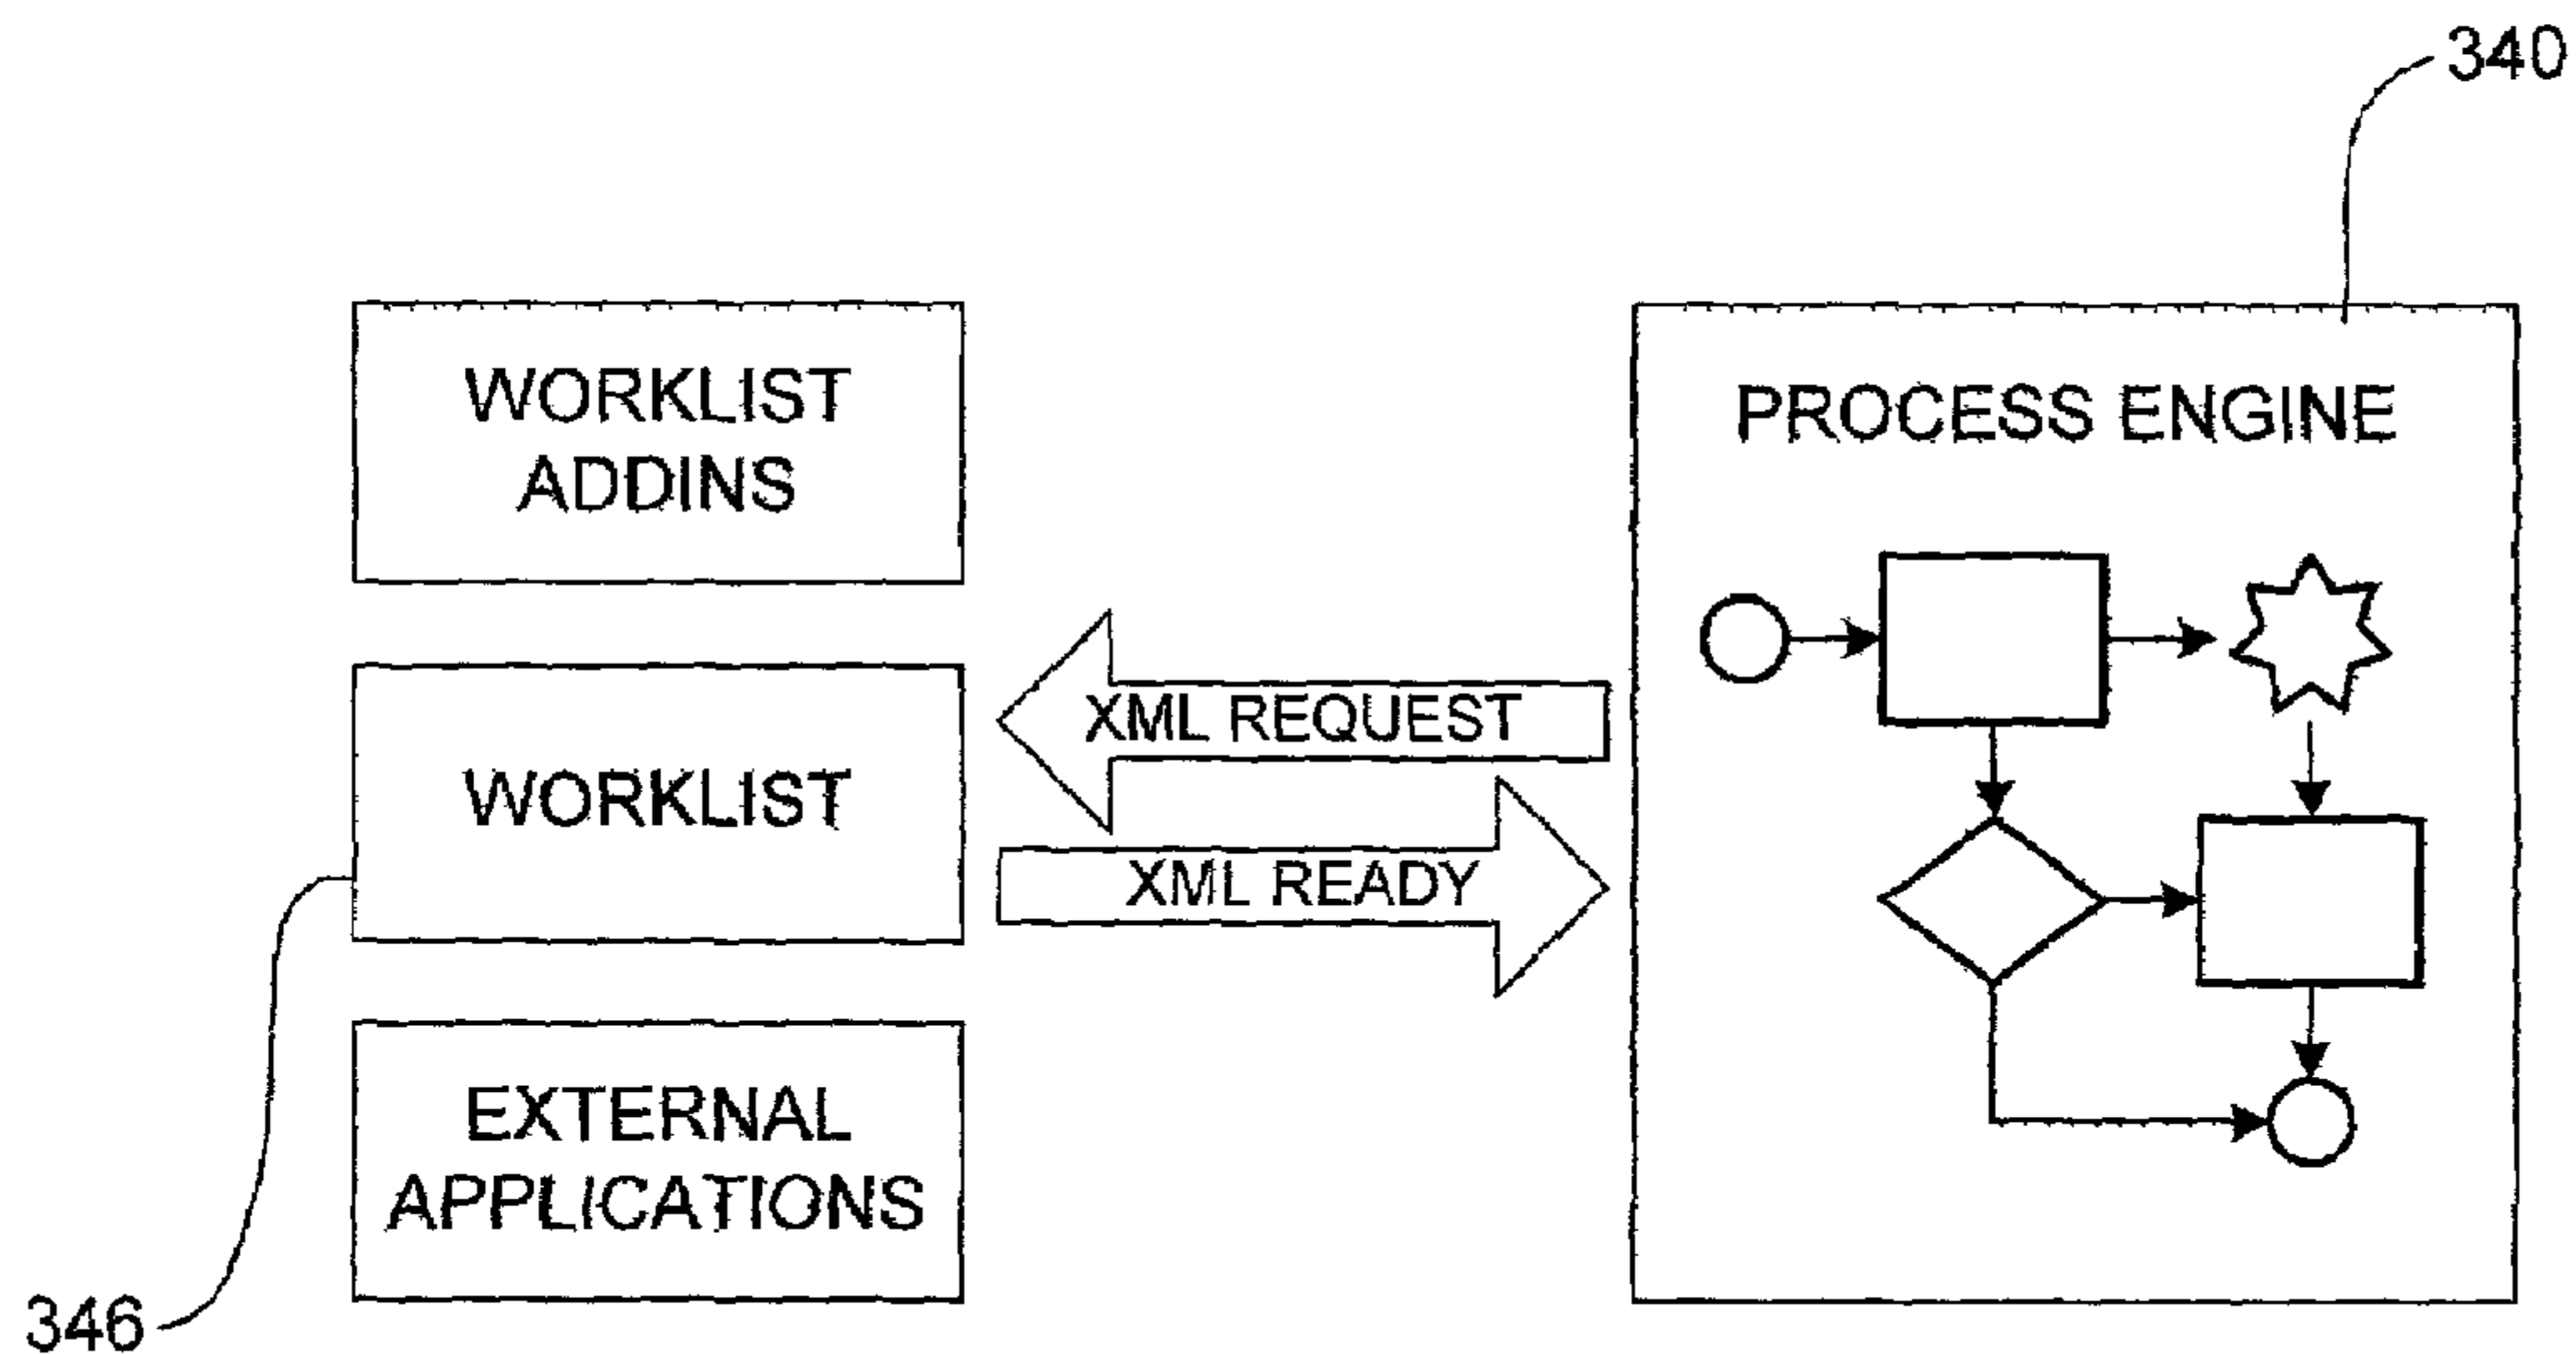 340
WORKLIST
ADDINS
PROCESS ENGINE
XML REQUEST
WORKLIST
XML READY
EXTERNAL
APPLICATIONS
346